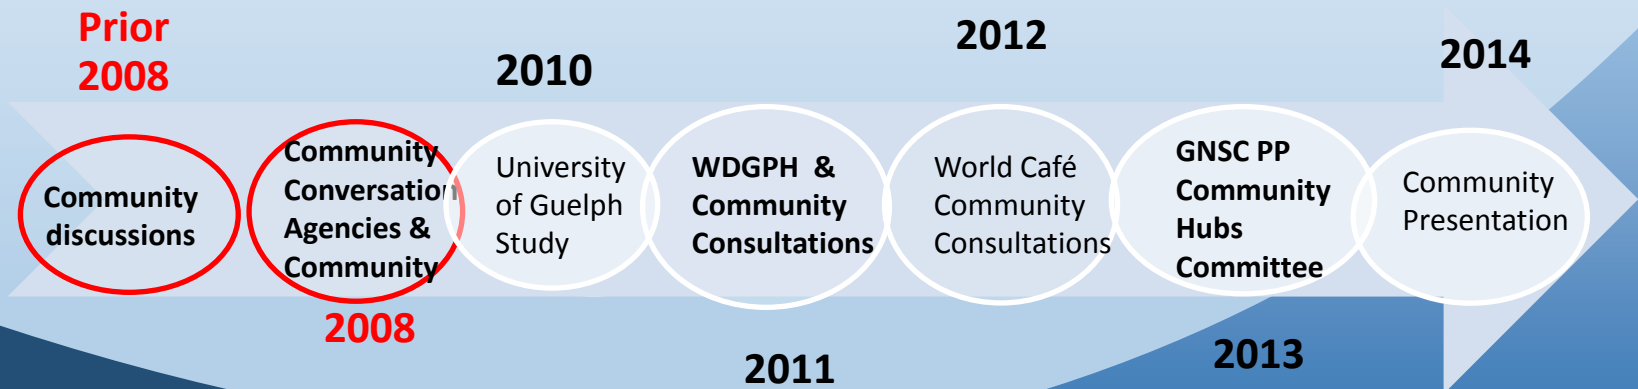 Prior
2008
Community
discussions
Community
Conversation
Agencies &
Community
2008
2010
University
of Guelph
Study
WDGPH &
Community
Consultations
2011
2012
World Café
Community
Consultations
GNSC PP
Community
Hubs
Committee
2013
2014
Community
Presentation